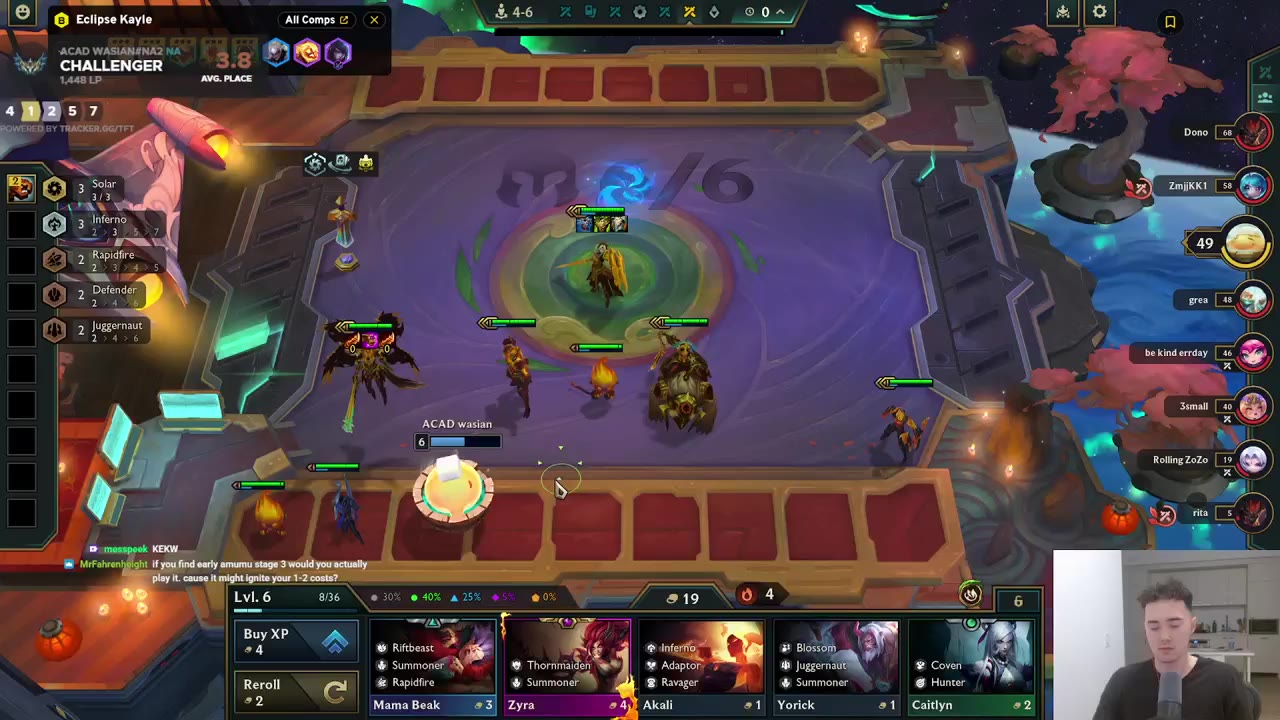 Eclipse Kayle
All Comps
ACAD WASIAN#NA2 NA
CHALLENGER
1,448 LP
3.8
AVG. PLACE
4 1 2 5 7
POWERED BY TRACKER.GG/TFT
4-6
0
6/6
2
3 Solar
3 / 3
3 Inferno
2 > 3 > 5 > 7
2 Rapidfire
2 > 3 > 4 > 5
2 Defender
2 > 4 > 6
2 Juggernaut
2 > 4 > 6
Dono 68
ZmjjKK1 58
49
grea 48
be kind errday 46
3small 40
Rolling ZoZo 19
rita 5
0 0
ACAD wasian
6
messpeek KEKW
MrFahrenheight if you find early amumu stage 3 would you actually
play it. cause it might ignite your 1-2 costs?
Lvl. 6 8/36
30% 40% 25% 5% 0%
19
4
6
Buy XP
4
Reroll
2
Riftbeast
Summoner
Rapidfire
Mama Beak 3
Thornmaiden
Summoner
Zyra 4
Inferno
Adaptor
Ravager
Akali 1
Blossom
Juggernaut
Summoner
Yorick 1
Coven
Hunter
Caitlyn 2